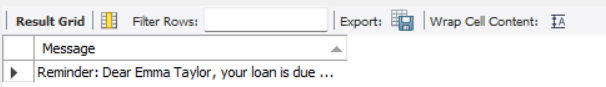 Result Grid Filter Rows: Export: Wrap Cell Content:
Message
Reminder: Dear Emma Taylor, your loan is due ...